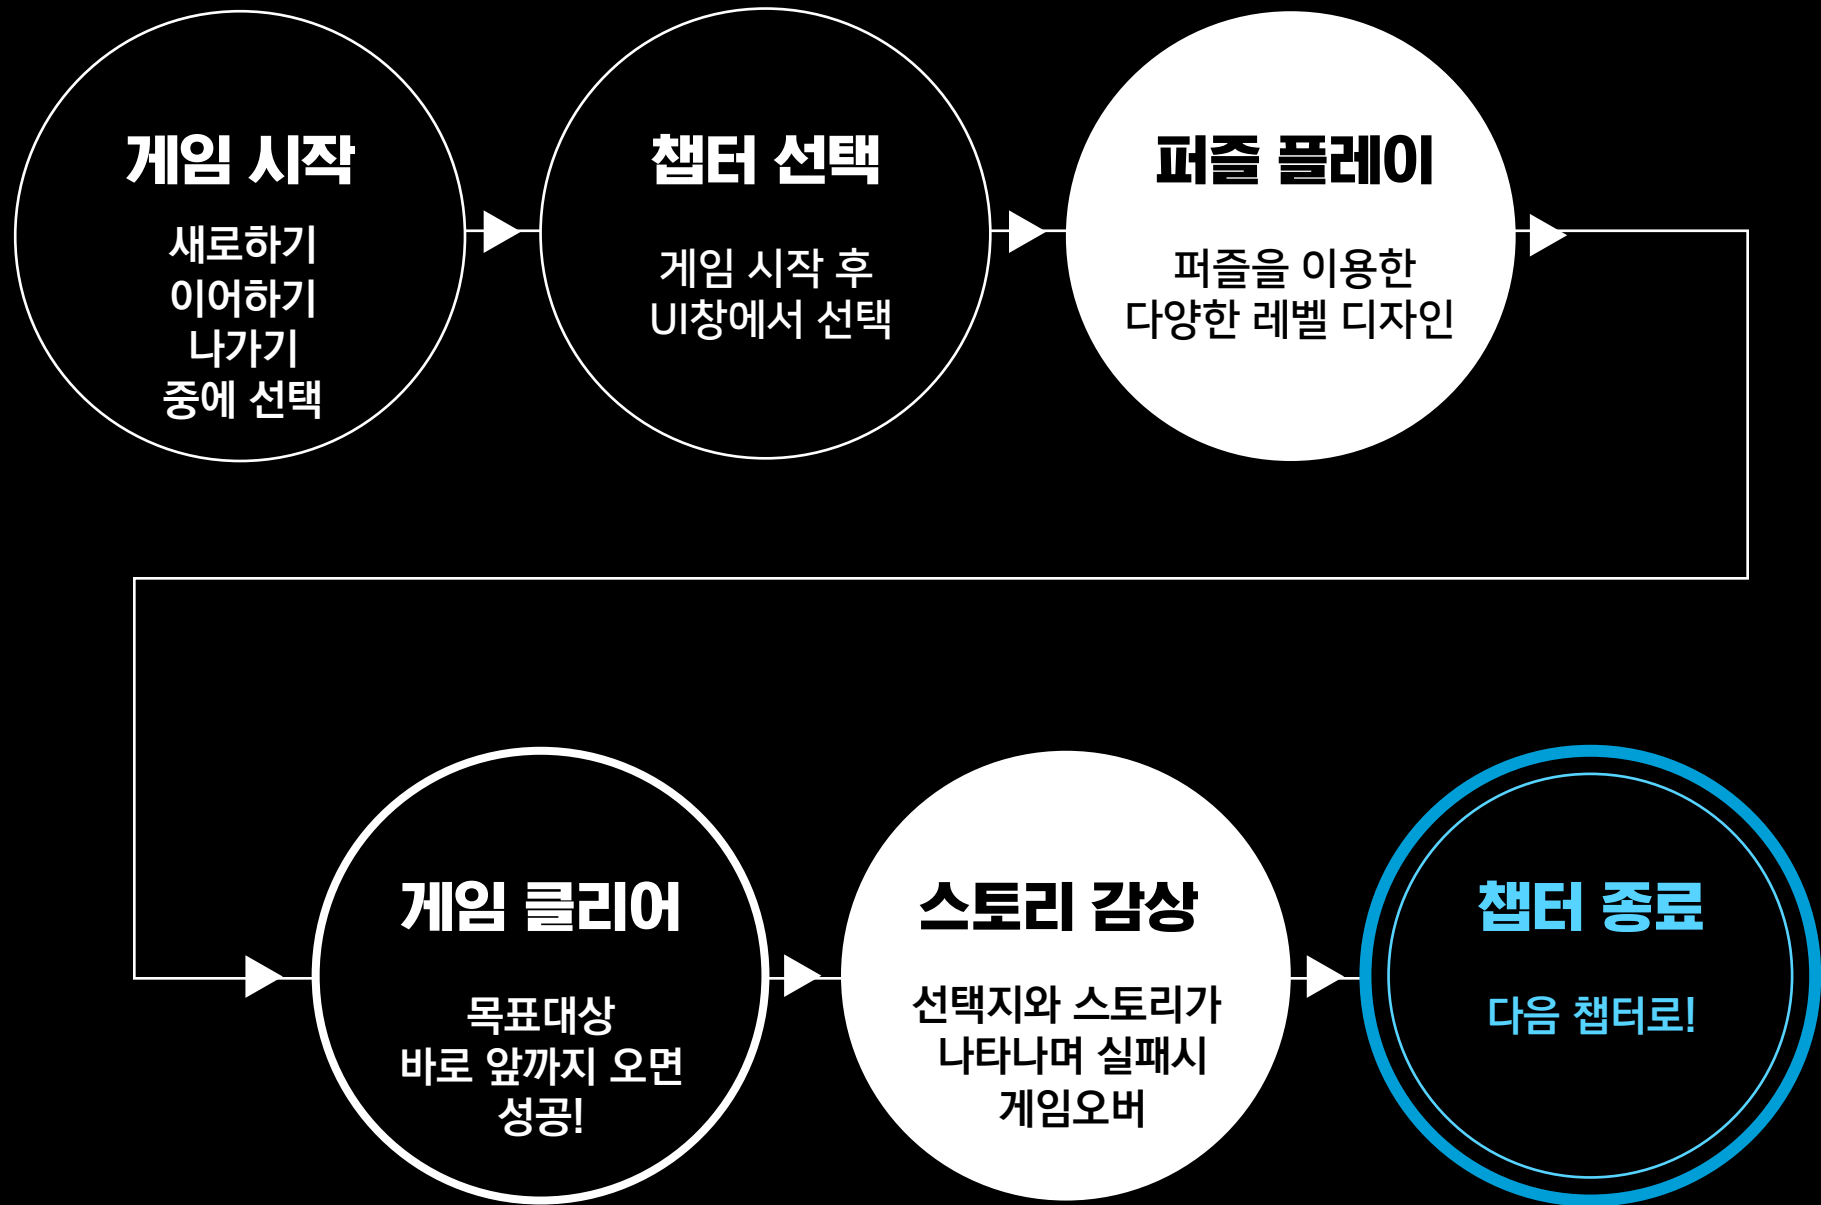 게임 시작
새로하기
이어하기
나가기
중에 선택
챕터 선택
게임 시작 후
UI창에서 선택
퍼즐 플레이
퍼즐을 이용한
다양한 레벨 디자인
게임 클리어
목표대상
바로 앞까지 오면
성공!
스토리 감상
선택지와 스토리가
나타나며 실패시
게임오버
챕터 종료
다음 챕터로!